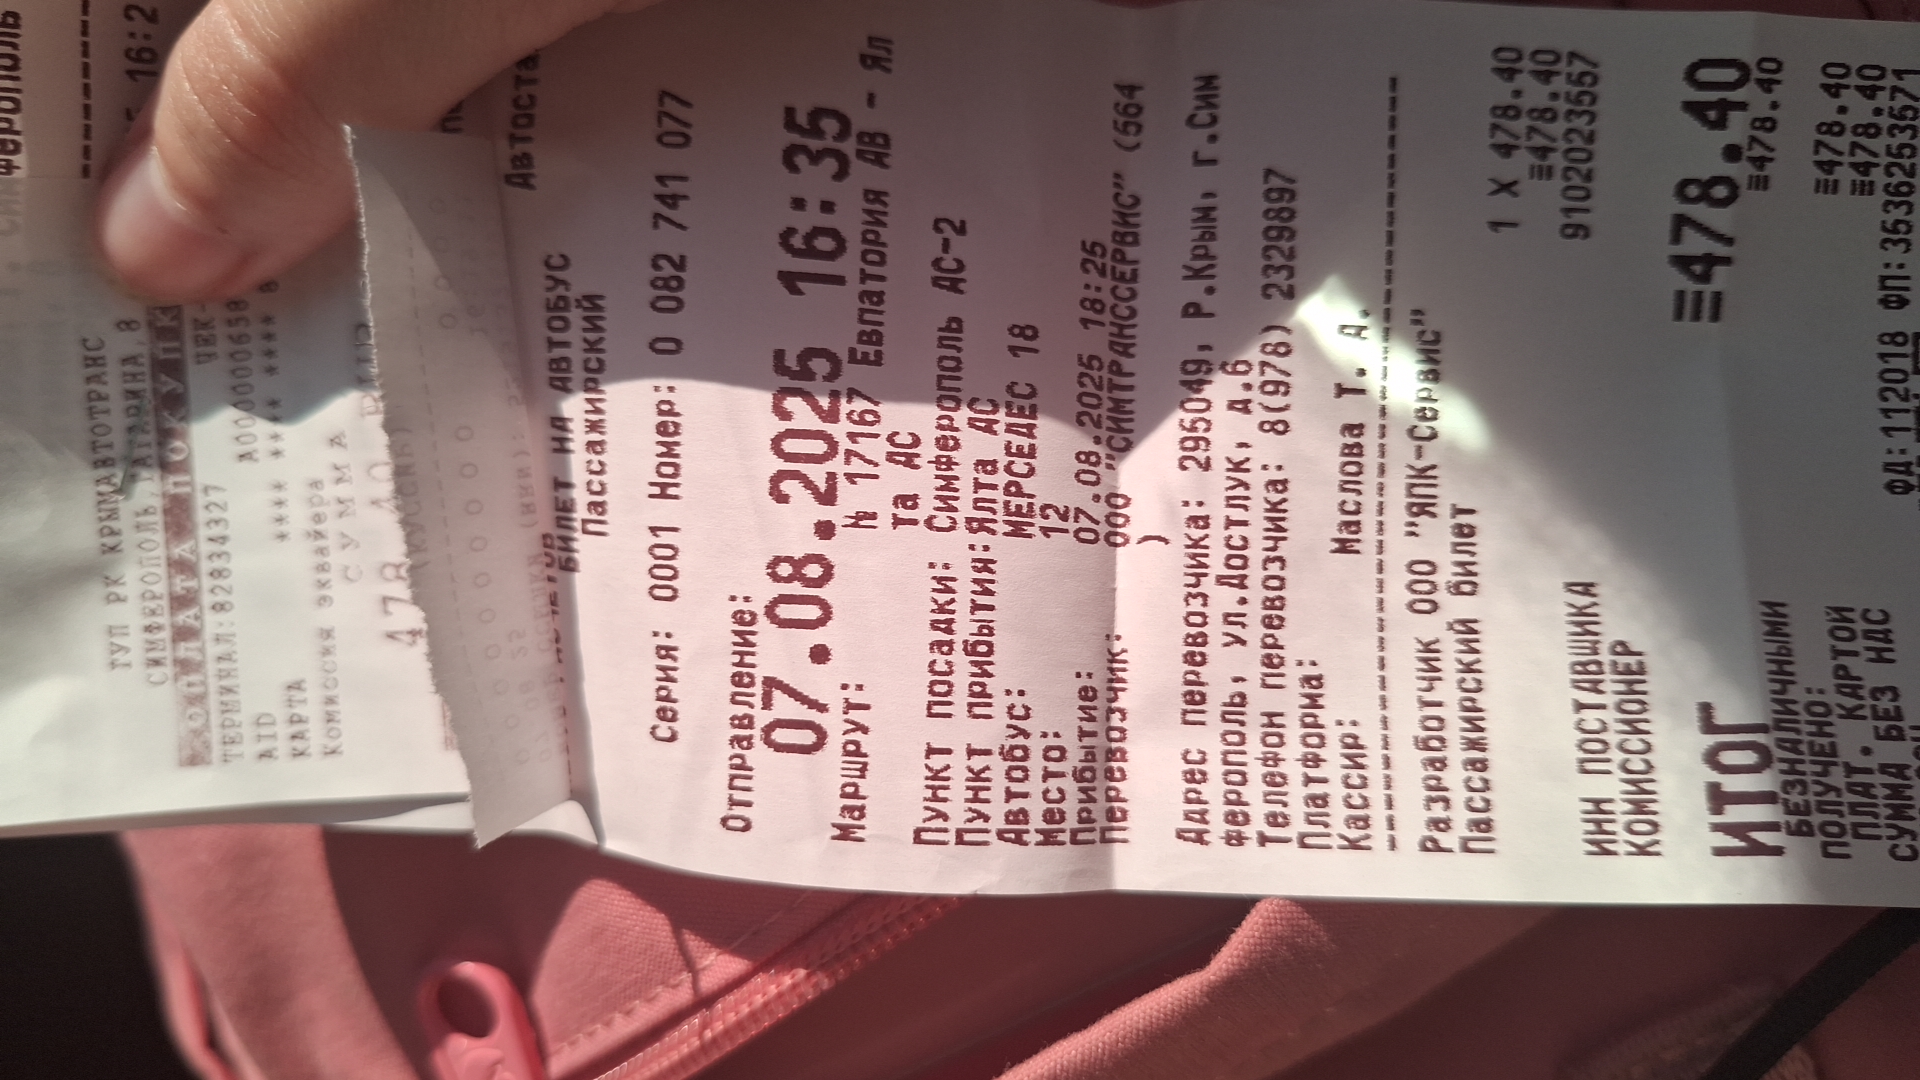 ГУП РК КРЫМАВТОТРАНС
СИМФЕРОПОЛЬ, ГАГАРИНА, 8
ОПЛАТА ПОКУПК
ЧЕК
ТЕРМИНАЛ:82834327
AID A0000000658
КАРТА **** **** **** 8
Комиссия эквайера
СУММА
478.40
Автоста
БИЛЕТ НА АВТОБУС
Пассажирский
Серия: 0001 Номер: 0 082 741 077
Отправление:
07.08.2025 16:35
Маршрут: № 17167 Евпатория АВ - Ял
та АС
Пункт посадки: Симферополь АС-2
Пункт прибытия:Ялта АС
Автобус: МЕРСЕДЕС 18
Место: 12
Прибытие: 07.08.2025 18:25
Перевозчик: ООО "СИМТРАНССЕРВИС" (564
)
Адрес перевозчика: 295049, Р.Крым, г.Сим
ферополь, ул.Достлук, д.6
Телефон перевозчика: 8(978) 2329897
Платформа:
Кассир: Маслова Т. А.
Разработчик ООО "ЯПК-Сервис"
Пассажирский билет
1 X 478.40
≡478.40
ИНН ПОСТАВЩИКА 9102023567
КОМИССИОНЕР
ИТОГ ≡478.40
БЕЗНАЛИЧНЫМИ ≡478.40
ПОЛУЧЕНО:
ПЛАТ. КАРТОЙ ≡478.40
СУММА БЕЗ НДС ≡478.40
ФД:112018 ФП:3536253571